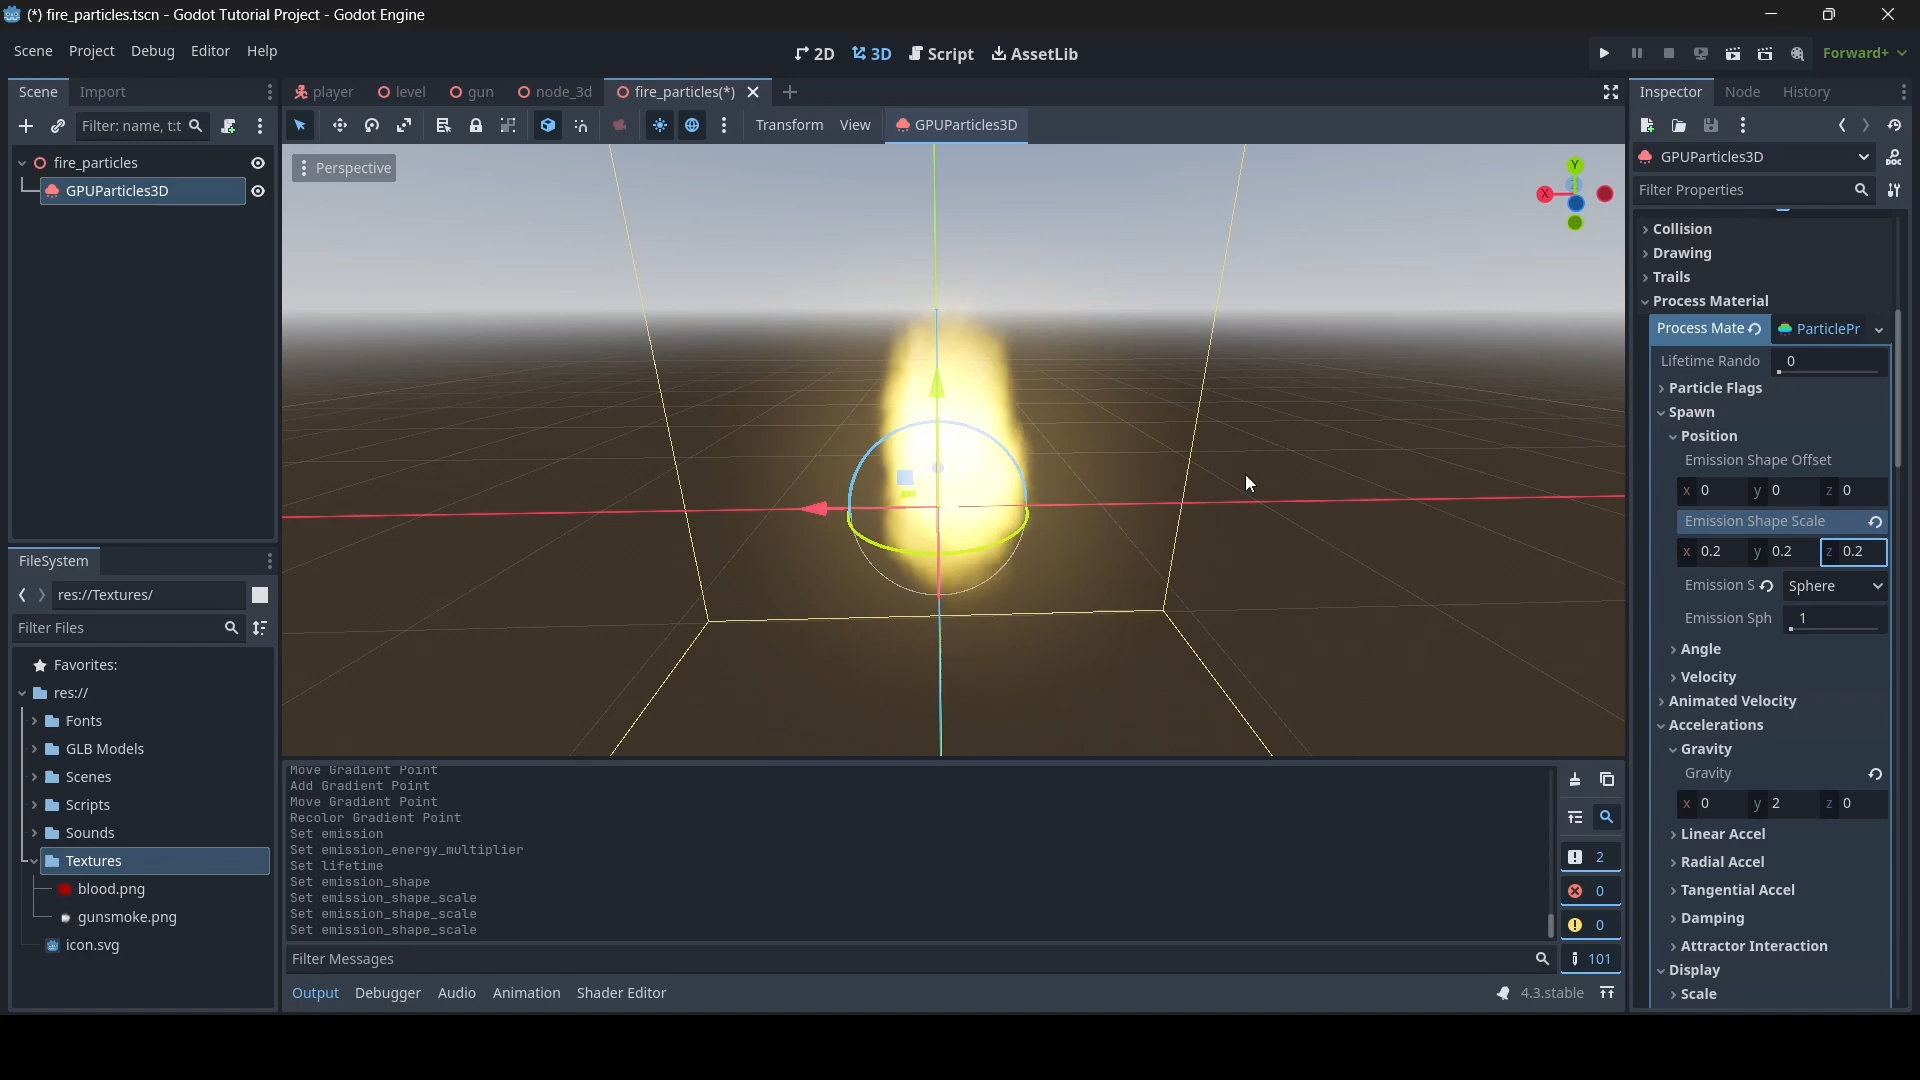 (*) fire_particles.tscn - Godot Tutorial Project - Godot Engine
Scene Project Debug Editor Help
2D 3D Script AssetLib
Forward+
Scene Import
Filter: name, t:t
fire_particles
GPUParticles3D
FileSystem
res://Textures/
Filter Files
Favorites:
res://
Fonts
GLB Models
Scenes
Scripts
Sounds
Textures
blood.png
gunsmoke.png
icon.svg
player level gun node_3d fire_particles(*)
Transform View GPUParticles3D
Perspective
Y
X
Move Gradient Point
Add Gradient Point
Move Gradient Point
Recolor Gradient Point
Set emission
Set emission_energy_multiplier
Set lifetime
Set emission_shape
Set emission_shape_scale
Set emission_shape_scale
Set emission_shape_scale
2
0
0
101
Filter Messages
Output Debugger Audio Animation Shader Editor
4.3.stable
Inspector Node History
GPUParticles3D
Filter Properties
Collision
Drawing
Trails
Process Material
Process Mate ParticlePr
Lifetime Rando 0
Particle Flags
Spawn
Position
Emission Shape Offset
x 0 y 0 z 0
Emission Shape Scale
x 0.2 y 0.2 z 0.2
Emission S Sphere
Emission Sph 1
Angle
Velocity
Animated Velocity
Accelerations
Gravity
Gravity
x 0 y 2 z 0
Linear Accel
Radial Accel
Tangential Accel
Damping
Attractor Interaction
Display
Scale